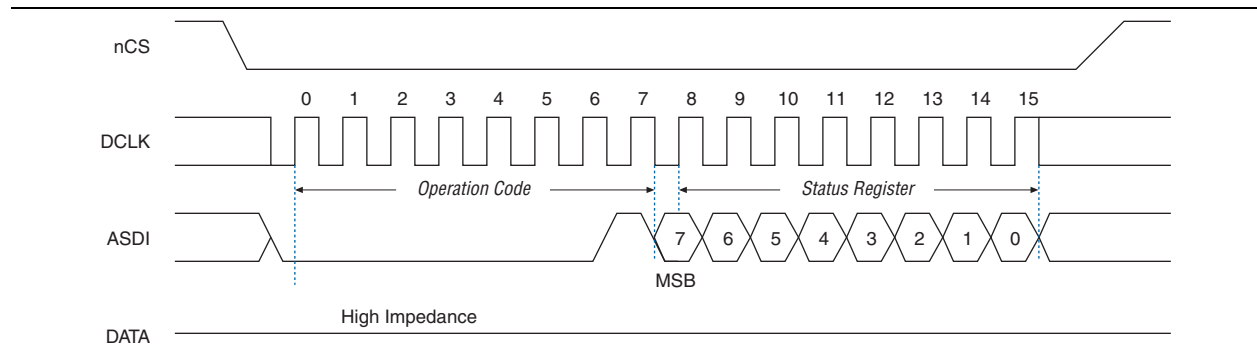 nCS
0 1 2 3 4 5 6 7 8 9 10 11 12 13 14 15
DCLK
Operation Code Status Register
ASDI 7 6 5 4 3 2 1 0
MSB
High Impedance
DATA